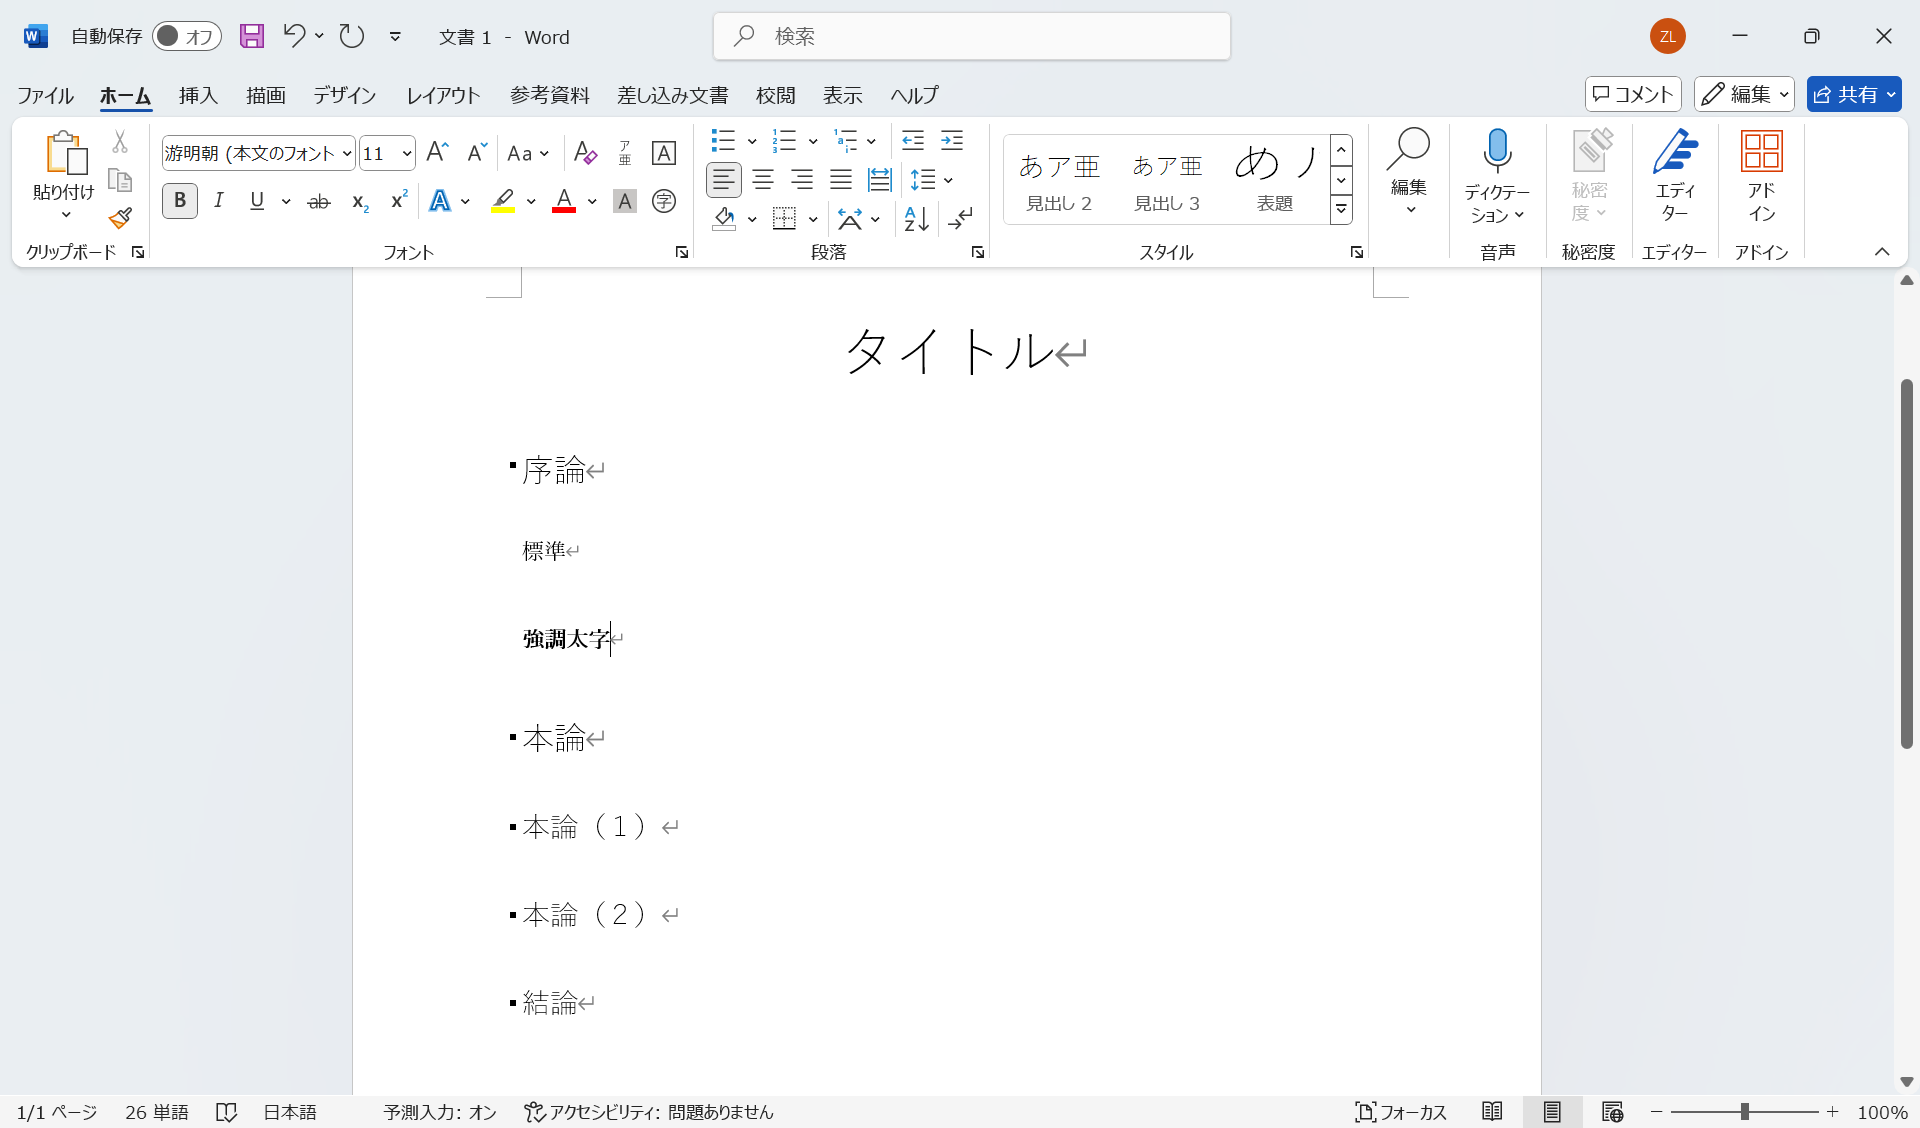 自動保存 オフ 文書 1 - Word 検索 ZL
ファイル ホーム 挿入 描画 デザイン レイアウト 参考資料 差し込み文書 校閲 表示 ヘルプ コメント 編集 共有
貼り付け
クリップボード
游明朝 (本文のフォント 11 Aa ア亜 A
B I U ab x₂ x² A A A 字
フォント
段落
あア亜 あア亜 めノ
見出し 2 見出し 3 表題
スタイル
編集
ディクテー
ション
音声
秘密
度
秘密度
エディ
ター
エディター
アド
イン
アドイン
タイトル↵
序論↵
標準↵
強調太字↵
本論↵
本論（１）↵
本論（２）↵
結論↵
1/1 ページ 26 単語 日本語 予測入力: オン アクセシビリティ: 問題ありません フォーカス 100%